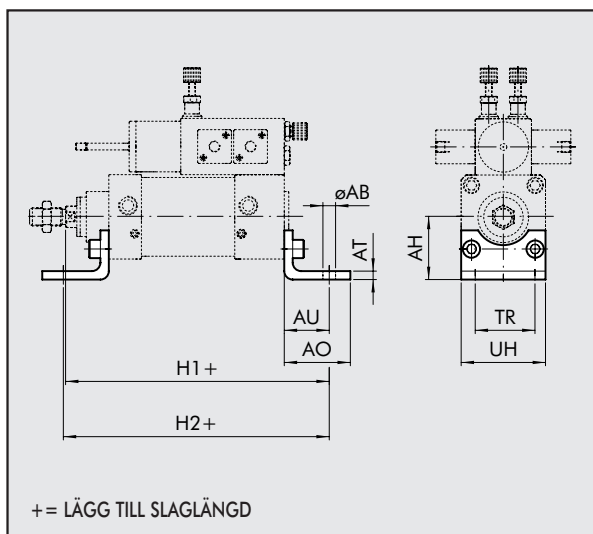 øAB
AT
AH
AU
AO
TR
UH
H1+
H2+
+= LÄGG TILL SLAGLÄNGD